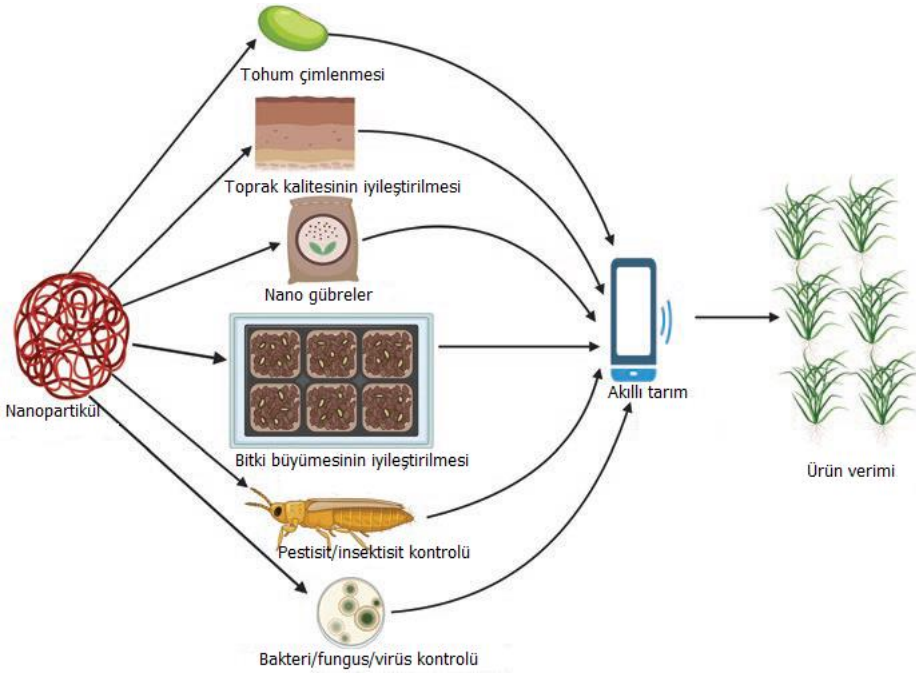 Tohum çimlenmesi
Toprak kalitesinin iyileştirilmesi
Nano gübreler
Nanopartikül
Bitki büyümesinin iyileştirilmesi
Pestisit/insektisit kontrolü
Bakteri/fungus/virüs kontrolü
Akıllı tarım
Ürün verimi